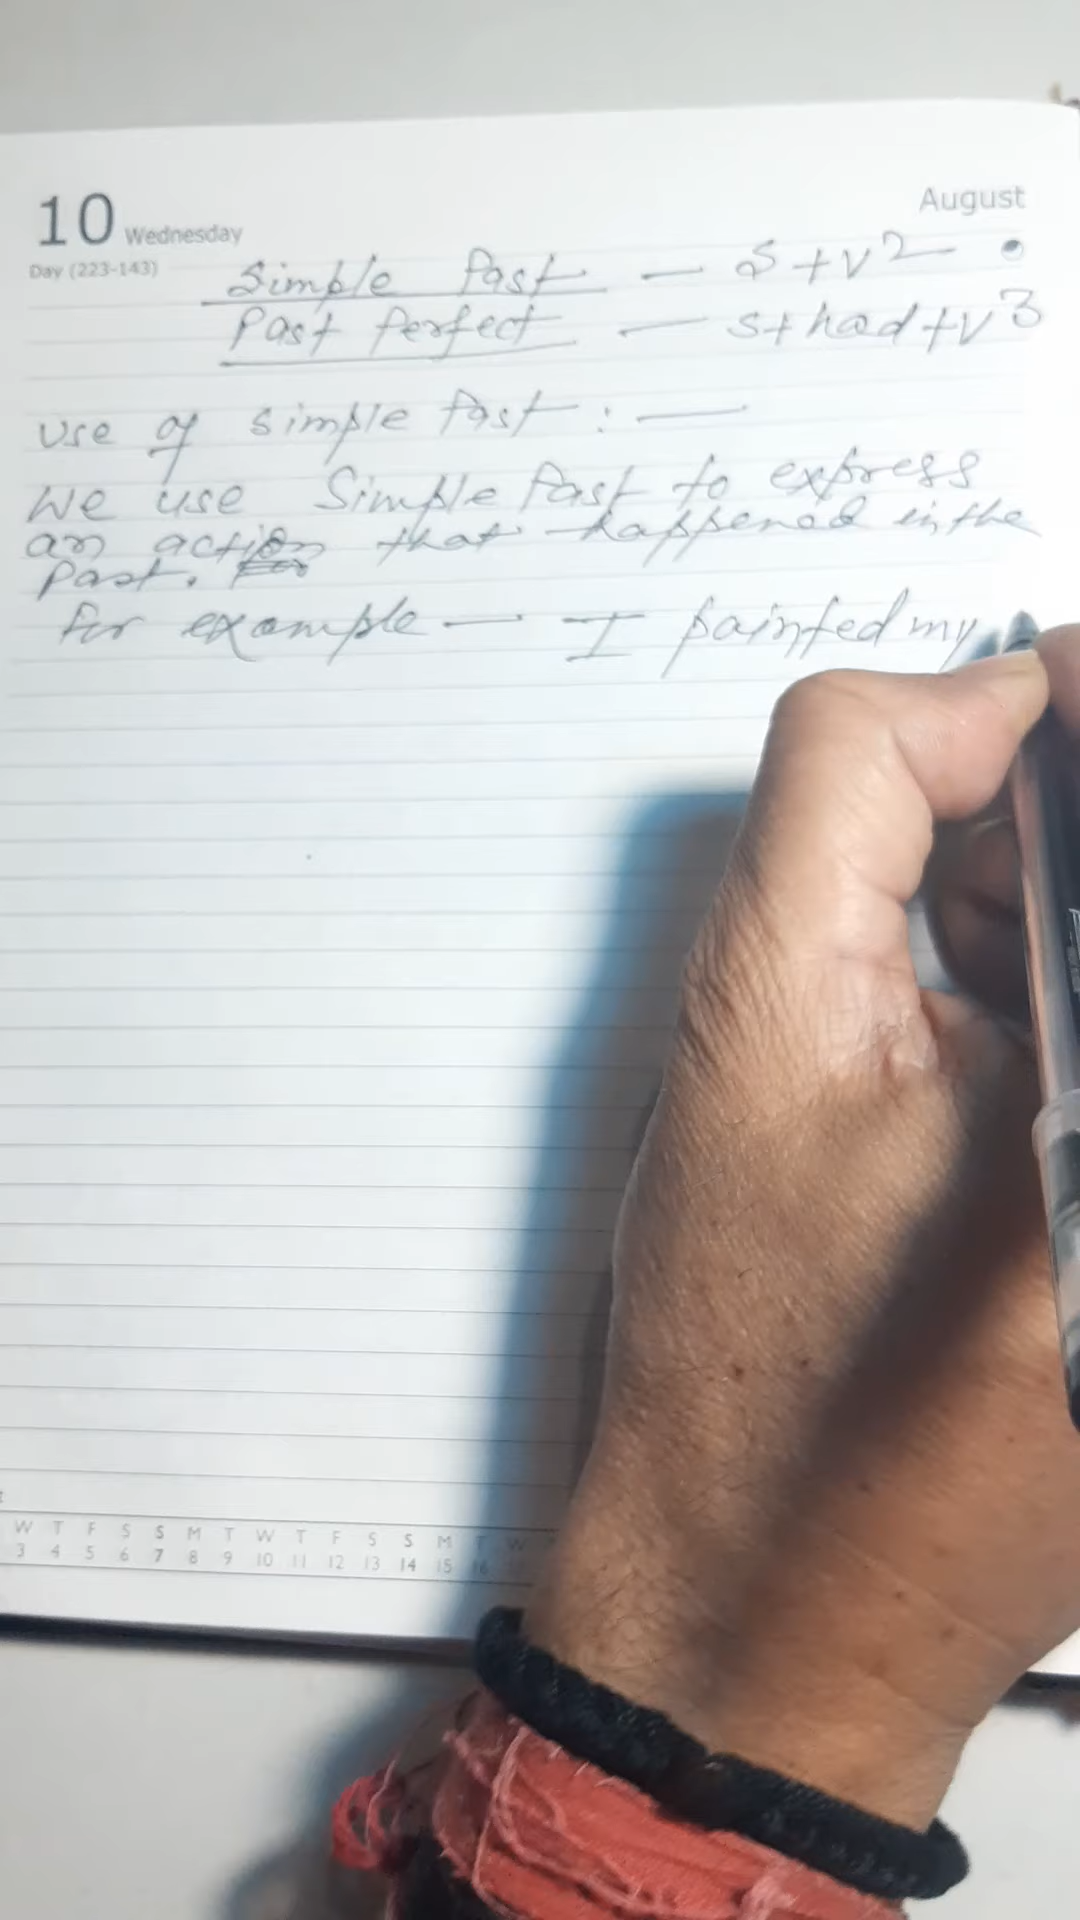 10 Wednesday
August
Day (223-143)
Simple Past — S+V2
Past Perfect — S+had+V3
Use of simple Past : —
We use Simple Past to express
an action that happened in the
Past.
For example — I painted my
W T F S S M T W T F S S M T W
3 4 5 6 7 8 9 10 11 12 13 14 15 16